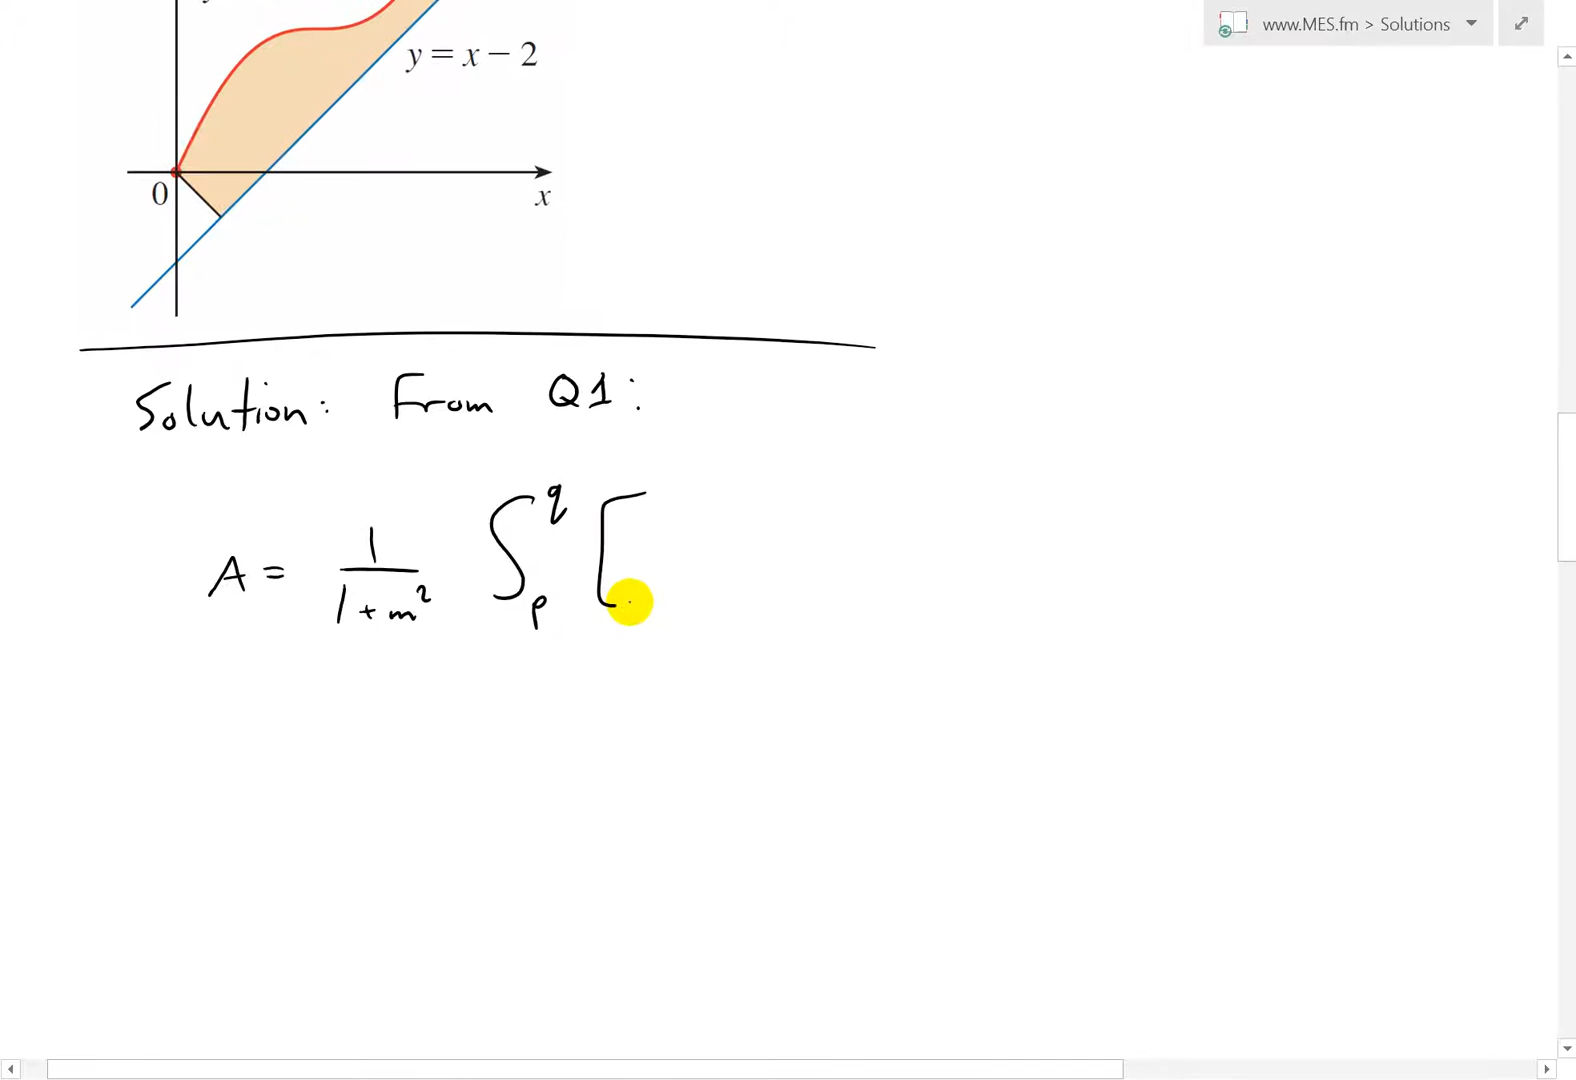 www.MES.fm > Solutions
y = x − 2
0
x
Solution: From Q1:
A = 1/(1+m²) ∫_p^q [